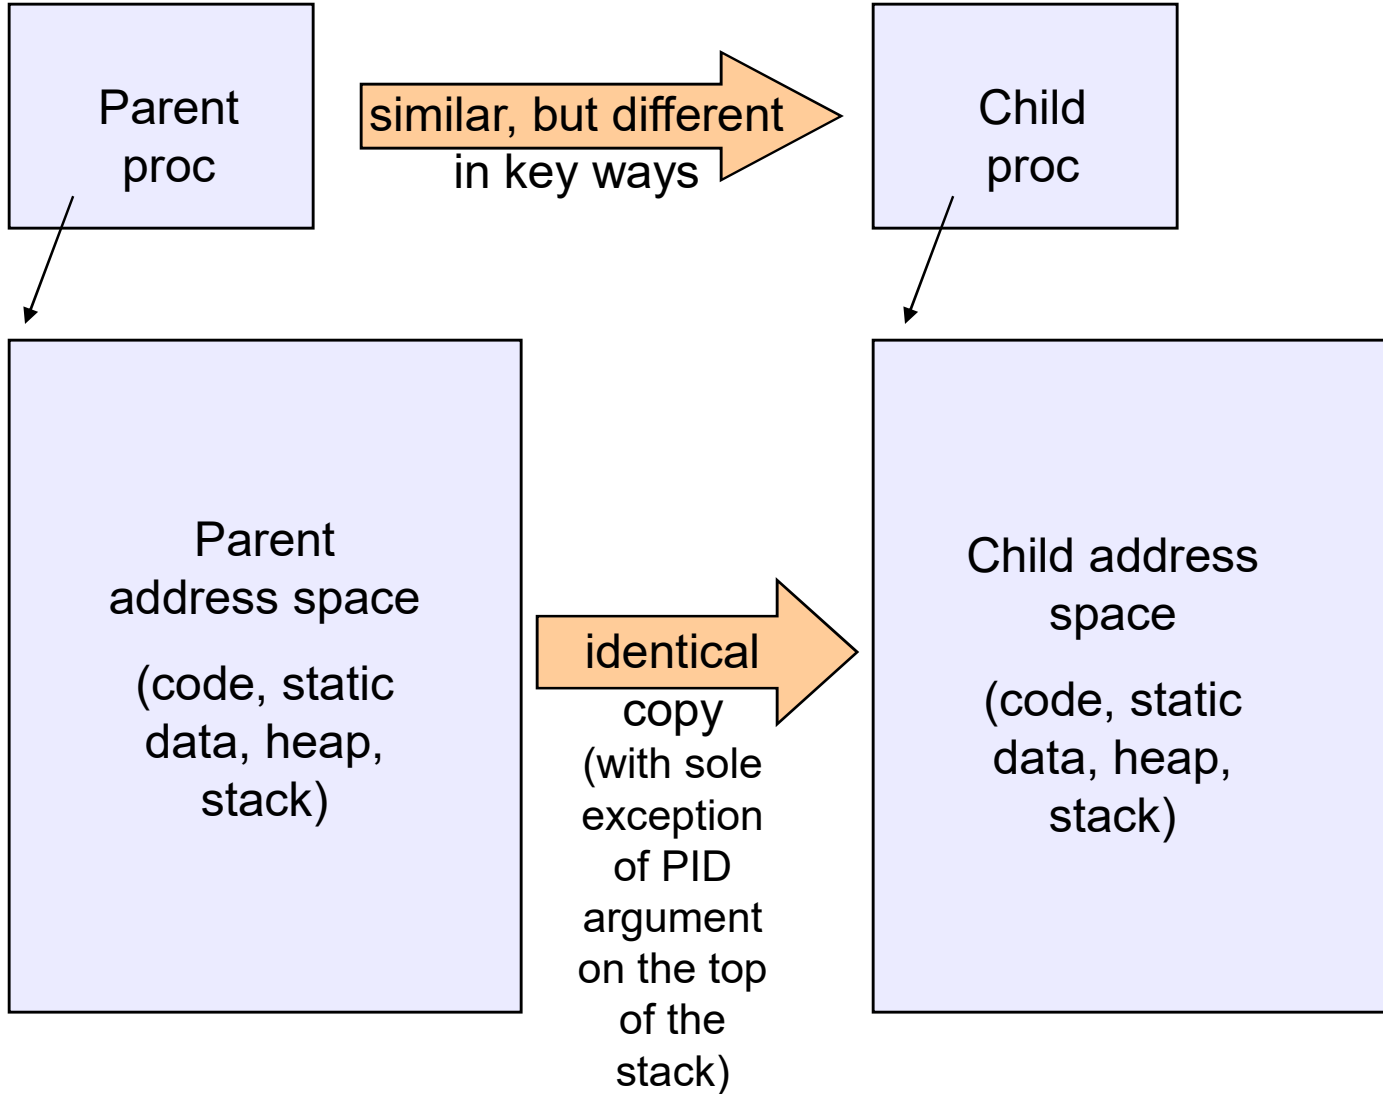 Parent
proc
similar, but different
in key ways
Child
proc
Parent
address space
(code, static
data, heap,
stack)
identical
copy
(with sole
exception
of PID
argument
on the top
of the
stack)
Child address
space
(code, static
data, heap,
stack)